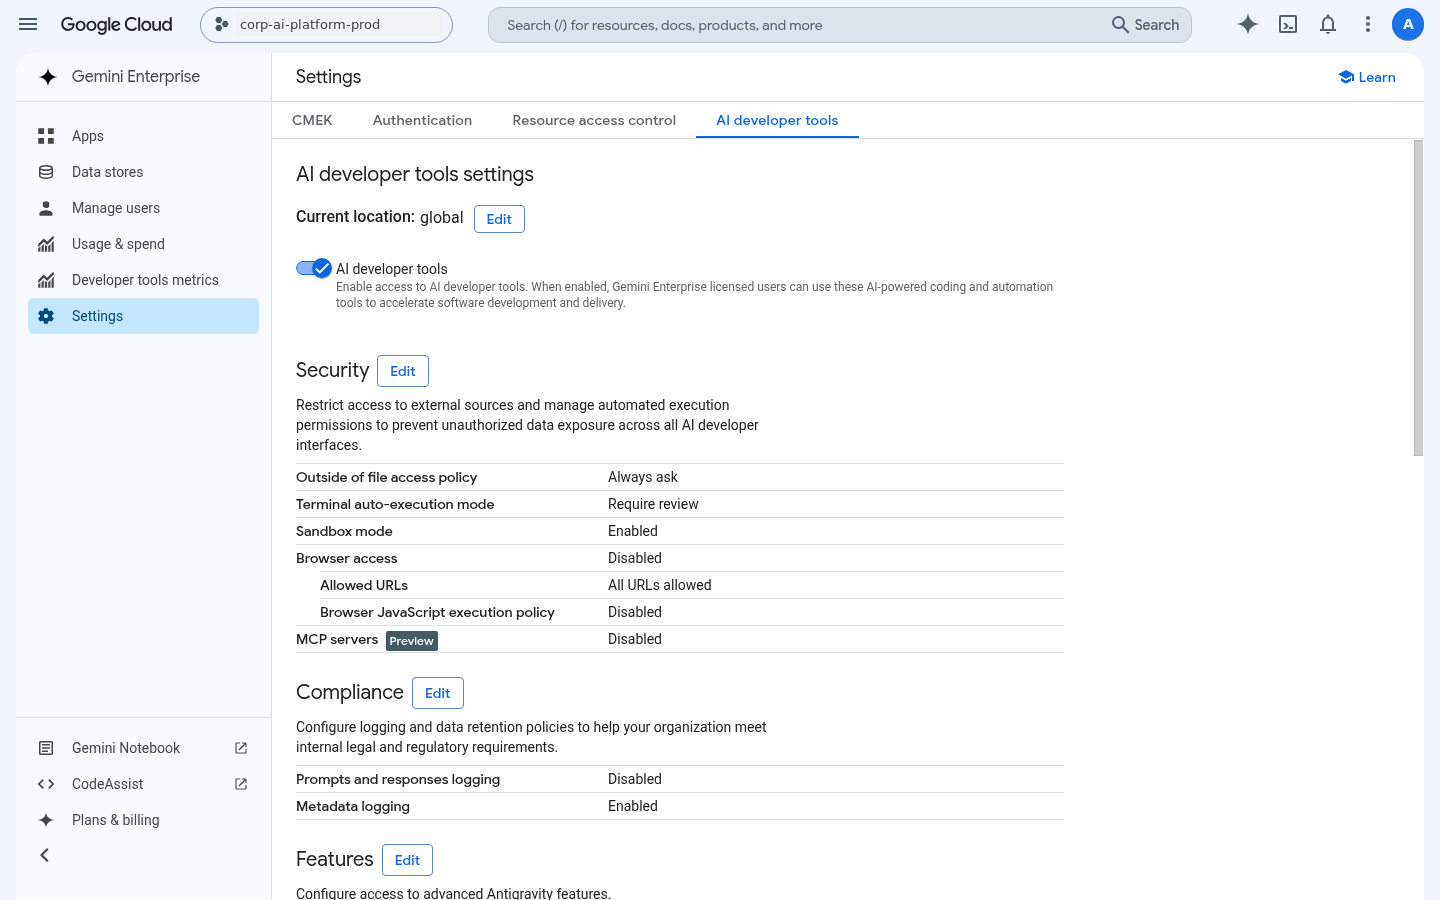 Google Cloud
corp-ai-platform-prod
Search (/) for resources, docs, products, and more
Search
A
Gemini Enterprise
Apps
Data stores
Manage users
Usage & spend
Developer tools metrics
Settings
Gemini Notebook
CodeAssist
Plans & billing
Settings
Learn
CMEK
Authentication
Resource access control
AI developer tools
AI developer tools settings
Current location: global
Edit
AI developer tools
Enable access to AI developer tools. When enabled, Gemini Enterprise licensed users can use these AI-powered coding and automation
tools to accelerate software development and delivery.
Security
Edit
Restrict access to external sources and manage automated execution
permissions to prevent unauthorized data exposure across all AI developer
interfaces.
Outside of file access policy Always ask
Terminal auto-execution mode Require review
Sandbox mode Enabled
Browser access Disabled
Allowed URLs All URLs allowed
Browser JavaScript execution policy Disabled
MCP servers Preview Disabled
Compliance
Edit
Configure logging and data retention policies to help your organization meet
internal legal and regulatory requirements.
Prompts and responses logging Disabled
Metadata logging Enabled
Features
Edit
Configure access to advanced Antigravity features.